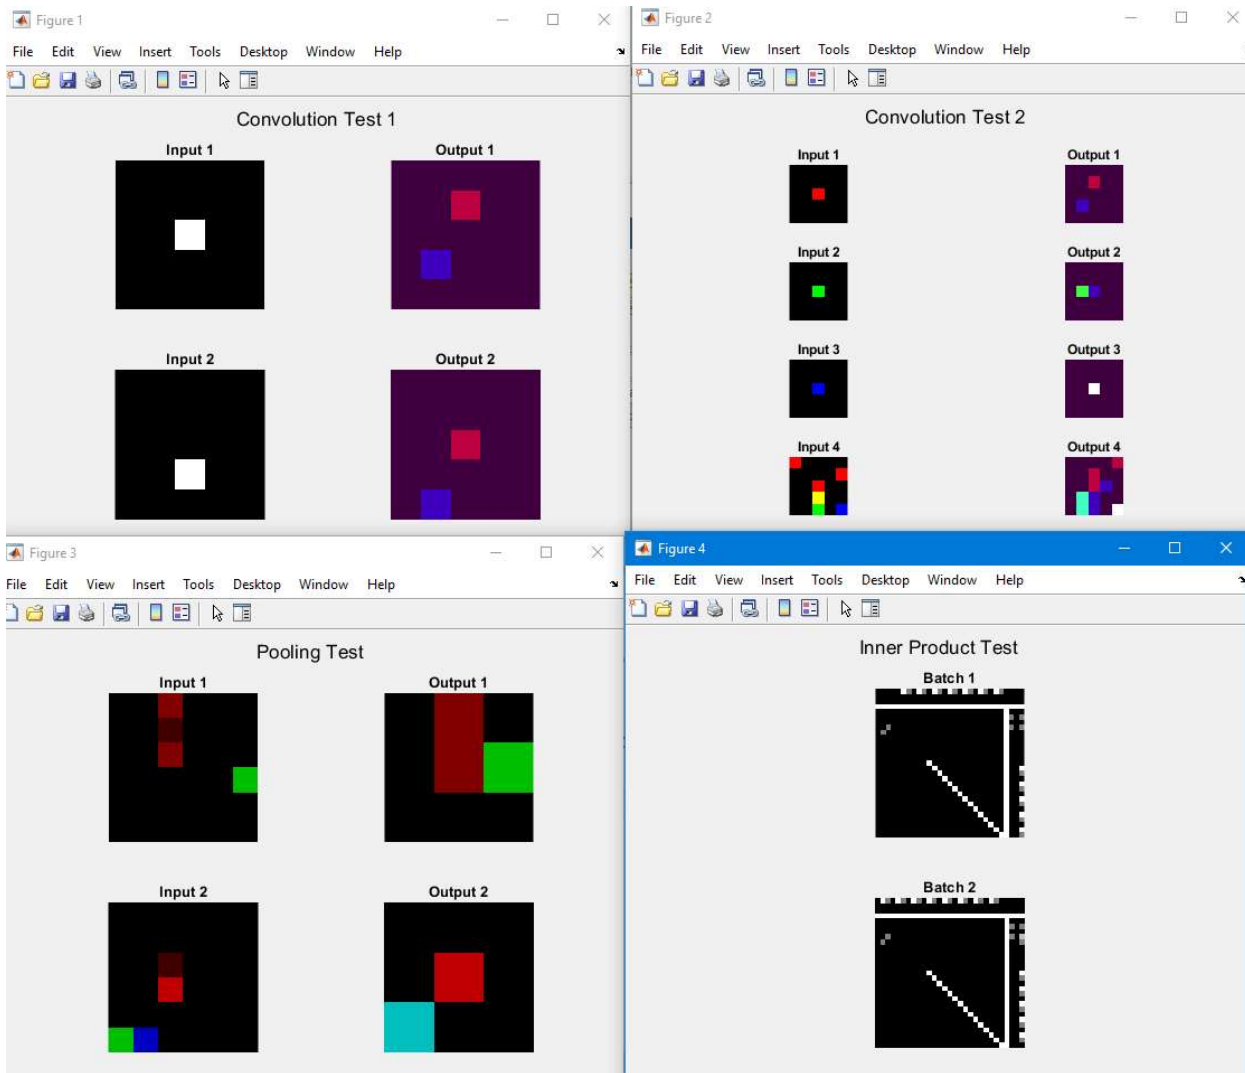 Figure 1
File Edit View Insert Tools Desktop Window Help
Convolution Test 1
Input 1 Output 1
Input 2 Output 2
Figure 2
File Edit View Insert Tools Desktop Window Help
Convolution Test 2
Input 1 Output 1
Input 2 Output 2
Input 3 Output 3
Input 4 Output 4
Figure 3
File Edit View Insert Tools Desktop Window Help
Pooling Test
Input 1 Output 1
Input 2 Output 2
Figure 4
File Edit View Insert Tools Desktop Window Help
Inner Product Test
Batch 1
Batch 2